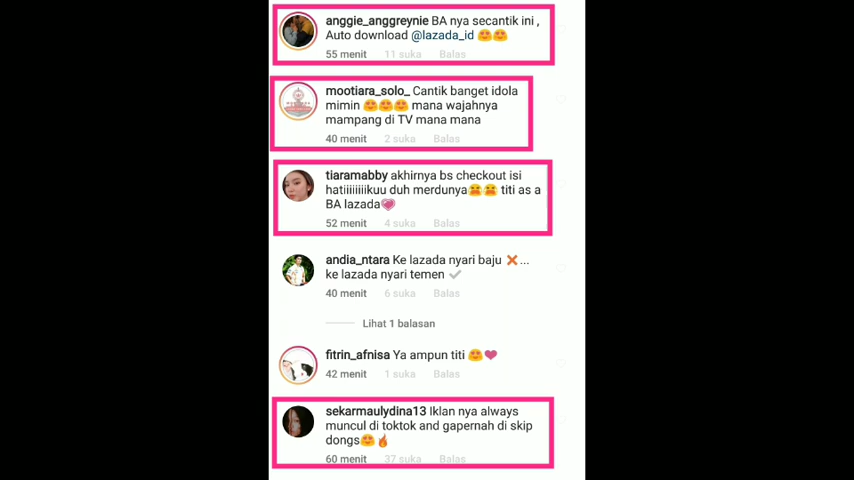 anggie_anggreynie BA nya secantik ini ,
Auto download @lazada_id 😍😍
55 menit 11 suka Balas
mootiara_solo_ Cantik banget idola
mimin 😍😍😍 mana wajahnya
mampang di TV mana mana
40 menit 2 suka Balas
tiaramabby akhirnya bs checkout isi
hatiiiiiiiiikuu duh merdunya😫😫 titi as a
BA lazada💗
52 menit 4 suka Balas
andia_ntara Ke lazada nyari baju ❌...
ke lazada nyari temen ✔
40 menit 6 suka Balas
Lihat 1 balasan
fitrin_afnisa Ya ampun titi 😍❤
42 menit 1 suka Balas
sekarmaulydina13 Iklan nya always
muncul di toktok and gapernah di skip
dongs😍🔥
60 menit 37 suka Balas